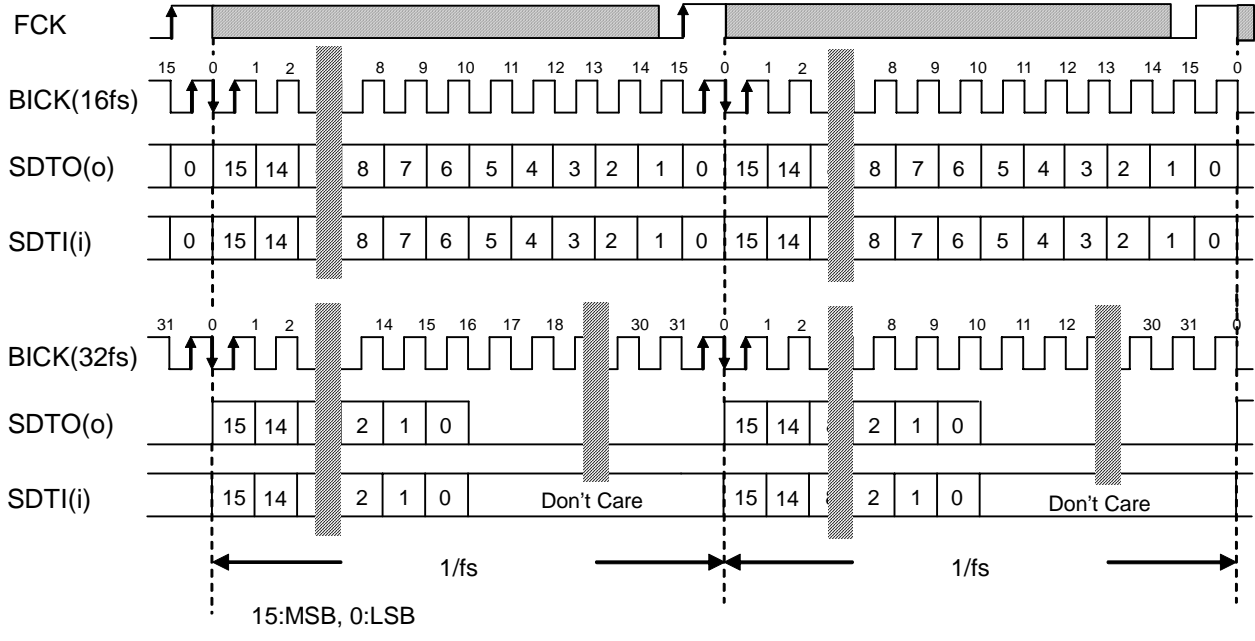 FCK
15 0 1 2 8 9 10 11 12 13 14 15 0 1 2 8 9 10 11 12 13 14 15 0
BICK(16fs)
SDTO(o) 0 15 14 8 7 6 5 4 3 2 1 0 15 14 8 7 6 5 4 3 2 1 0
SDTI(i) 0 15 14 8 7 6 5 4 3 2 1 0 15 14 8 7 6 5 4 3 2 1 0
31 0 1 2 14 15 16 17 18 30 31 0 1 2 8 9 10 11 12 30 31 0
BICK(32fs)
SDTO(o) 15 14 2 1 0 15 14 2 1 0
SDTI(i) 15 14 2 1 0 Don't Care 15 14 2 1 0 Don't Care
1/fs 1/fs
15:MSB, 0:LSB